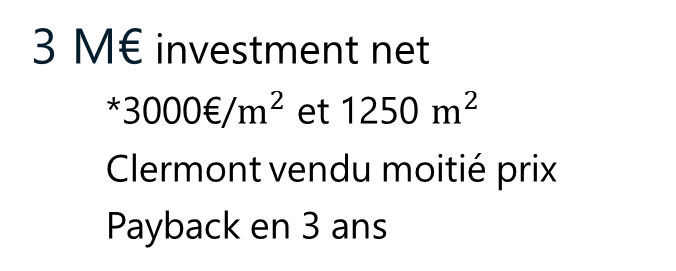 3 M€ investment net
*3000€/m² et 1250 m²
Clermont vendu moitié prix
Payback en 3 ans